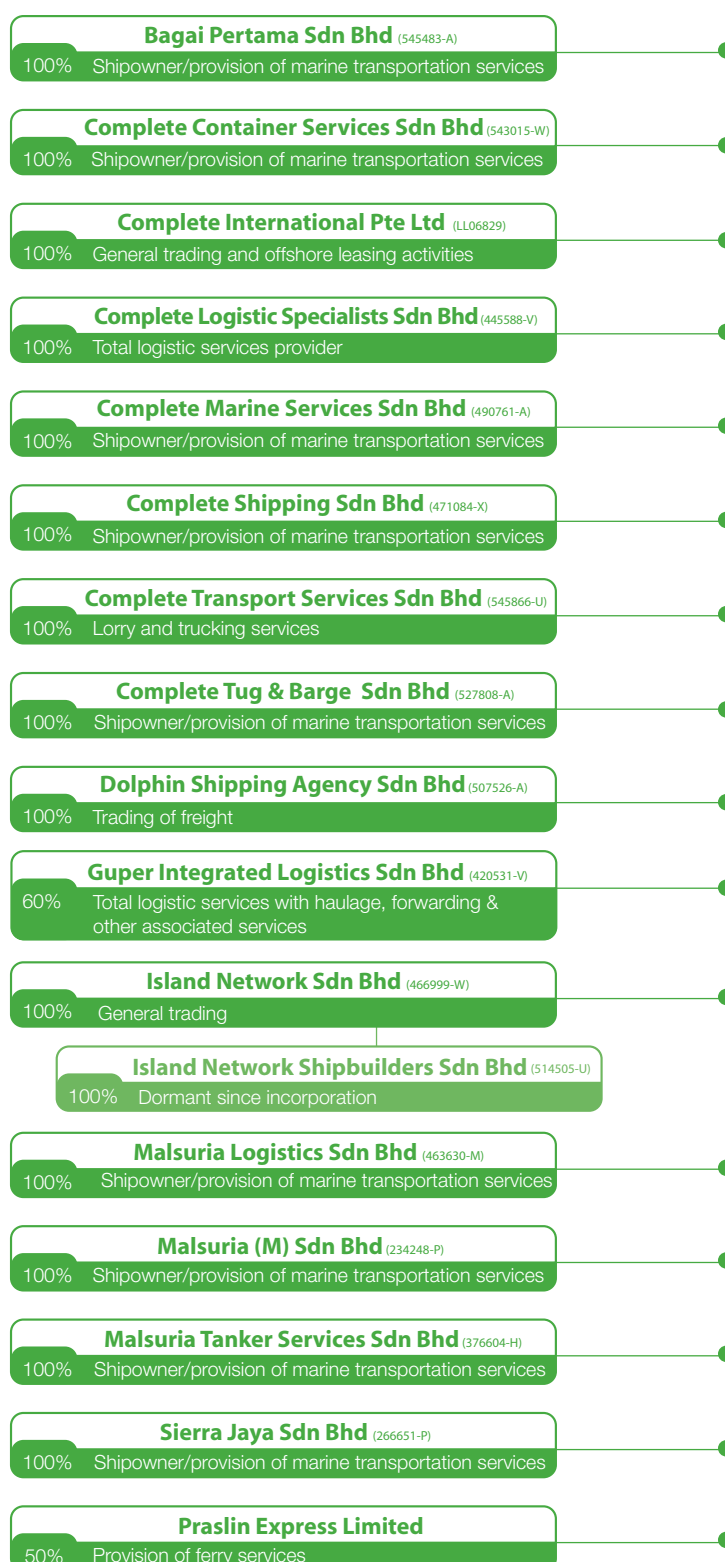 Bagai Pertama Sdn Bhd (545483-A)
100% Shipowner/provision of marine transportation services
Complete Container Services Sdn Bhd (543015-W)
100% Shipowner/provision of marine transportation services
Complete International Pte Ltd (LL06829)
100% General trading and offshore leasing activities
Complete Logistic Specialists Sdn Bhd (445588-V)
100% Total logistic services provider
Complete Marine Services Sdn Bhd (490761-A)
100% Shipowner/provision of marine transportation services
Complete Shipping Sdn Bhd (471084-X)
100% Shipowner/provision of marine transportation services
Complete Transport Services Sdn Bhd (545866-U)
100% Lorry and trucking services
Complete Tug & Barge Sdn Bhd (527808-A)
100% Shipowner/provision of marine transportation services
Dolphin Shipping Agency Sdn Bhd (507526-A)
100% Trading of freight
Guper Integrated Logistics Sdn Bhd (420531-V)
60% Total logistic services with haulage, forwarding &
other associated services
Island Network Sdn Bhd (466999-W)
100% General trading
Island Network Shipbuilders Sdn Bhd (514505-U)
100% Dormant since incorporation
Malsuria Logistics Sdn Bhd (463630-M)
100% Shipowner/provision of marine transportation services
Malsuria (M) Sdn Bhd (234248-P)
100% Shipowner/provision of marine transportation services
Malsuria Tanker Services Sdn Bhd (376604-H)
100% Shipowner/provision of marine transportation services
Sierra Jaya Sdn Bhd (266651-P)
100% Shipowner/provision of marine transportation services
Praslin Express Limited
50% Provision of ferry services